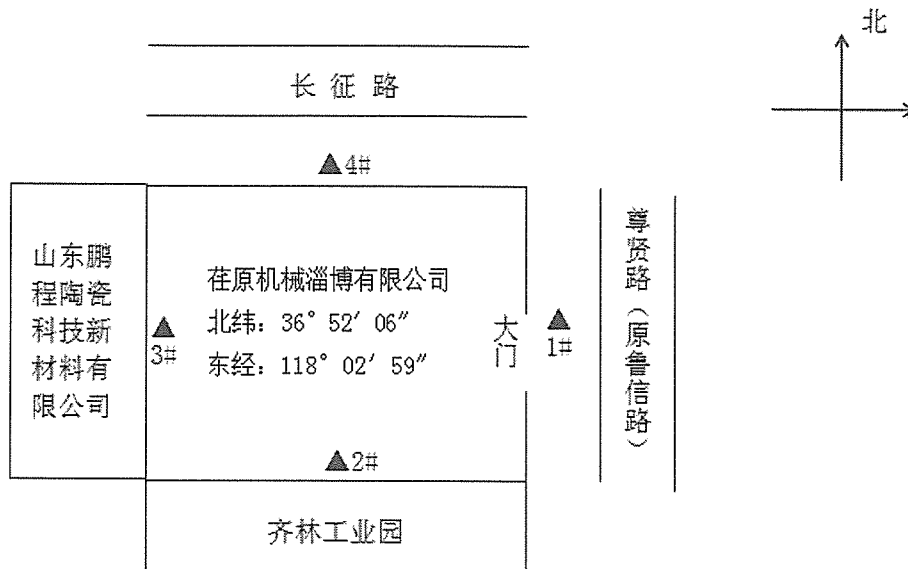 北
长征路
▲4#
山东鹏
程陶瓷
科技新
材料有
限公司
荏原机械淄博有限公司
北纬：36° 52′ 06″
东经：118° 02′ 59″
▲
3#
大门
▲
1#
尊贤路（原鲁信路）
▲2#
齐林工业园